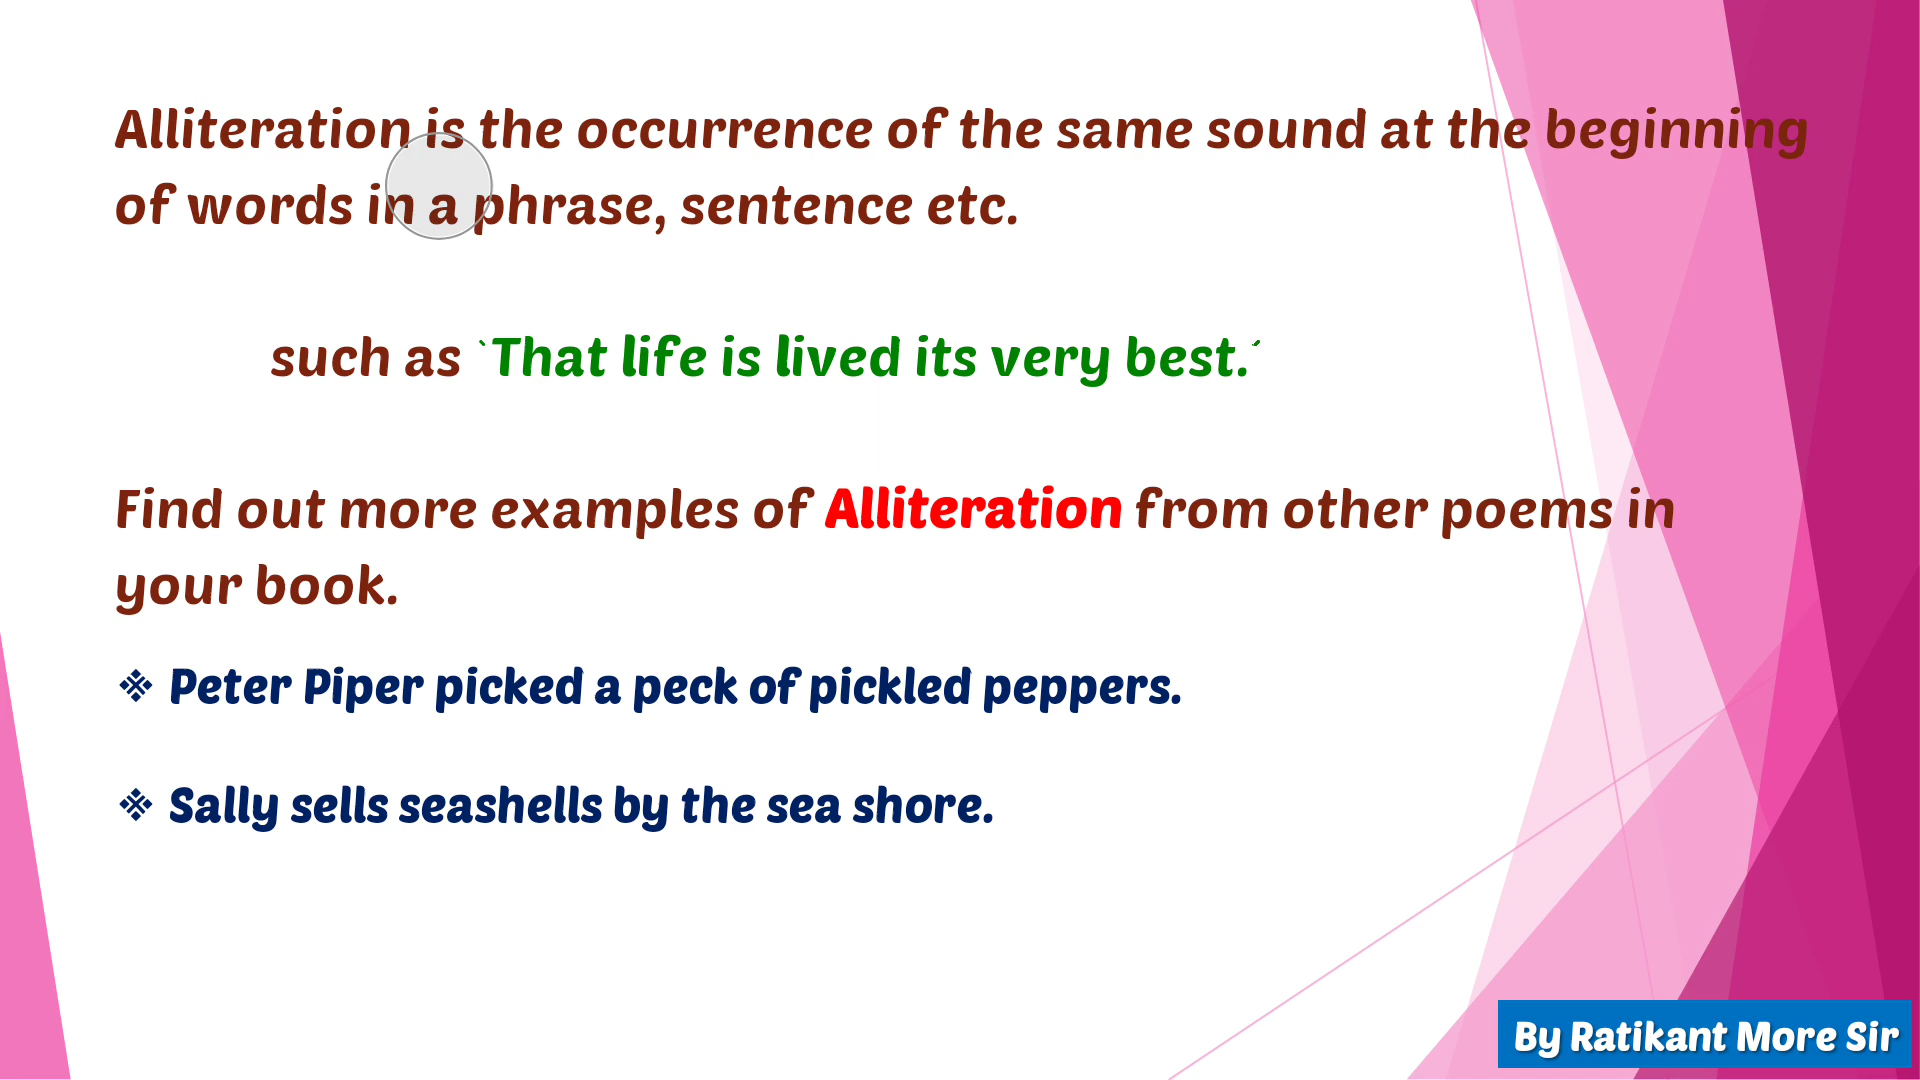 Alliteration is the occurrence of the same sound at the beginning
of words in a phrase, sentence etc.
such as `That life is lived its very best.´
Find out more examples of Alliteration from other poems in
your book.
❖ Peter Piper picked a peck of pickled peppers.
❖ Sally sells seashells by the sea shore.
By Ratikant More Sir